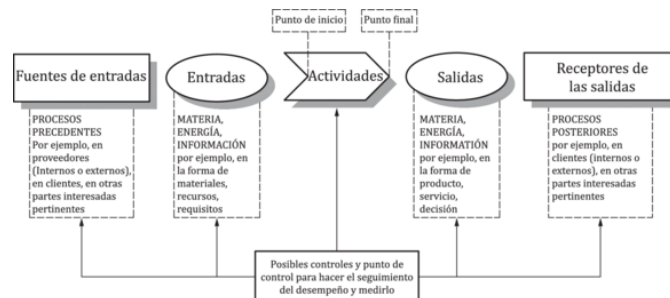 Punto de inicio
Punto final
Fuentes de entradas
Entradas
Actividades
Salidas
Receptores de
las salidas
PROCESOS
PRECEDENTES
Por ejemplo, en
proveedores
(Internos o externos),
en clientes, en otras
partes interesadas
pertinentes
MATERIA,
ENERGÍA,
INFORMACIÓN
por ejemplo, en
la forma de
materiales,
recursos,
requisitos
MATERIA,
ENERGÍA,
INFORMATIÓN
por ejemplo, en
la forma de
producto,
servicio,
decisión
PROCESOS
POSTERIORES
por ejemplo, en
clientes (internos o
externos), en otras
partes interesadas
pertinentes
Posibles controles y punto de
control para hacer el seguimiento
del desempeño y medirlo